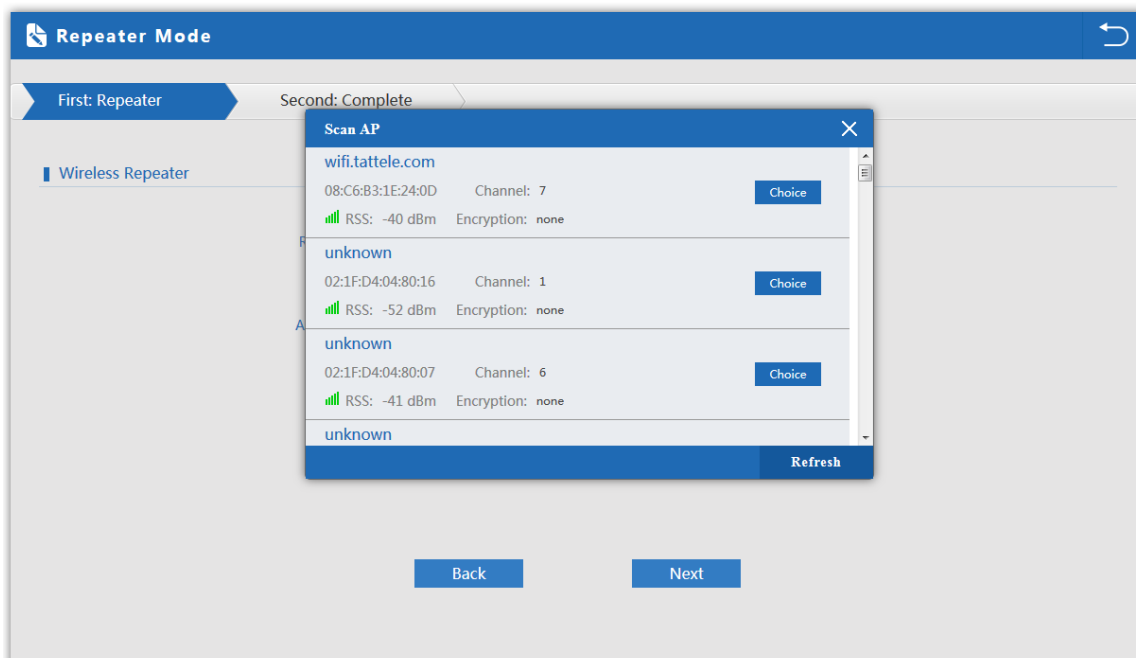 Repeater Mode
First: Repeater
Second: Complete
Scan AP
Wireless Repeater
wifi.tattele.com
08:C6:B3:1E:24:0D Channel: 7
Choice
RSS: -40 dBm Encryption: none
unknown
02:1F:D4:04:80:16 Channel: 1
Choice
RSS: -52 dBm Encryption: none
unknown
02:1F:D4:04:80:07 Channel: 6
Choice
RSS: -41 dBm Encryption: none
unknown
Refresh
Back
Next